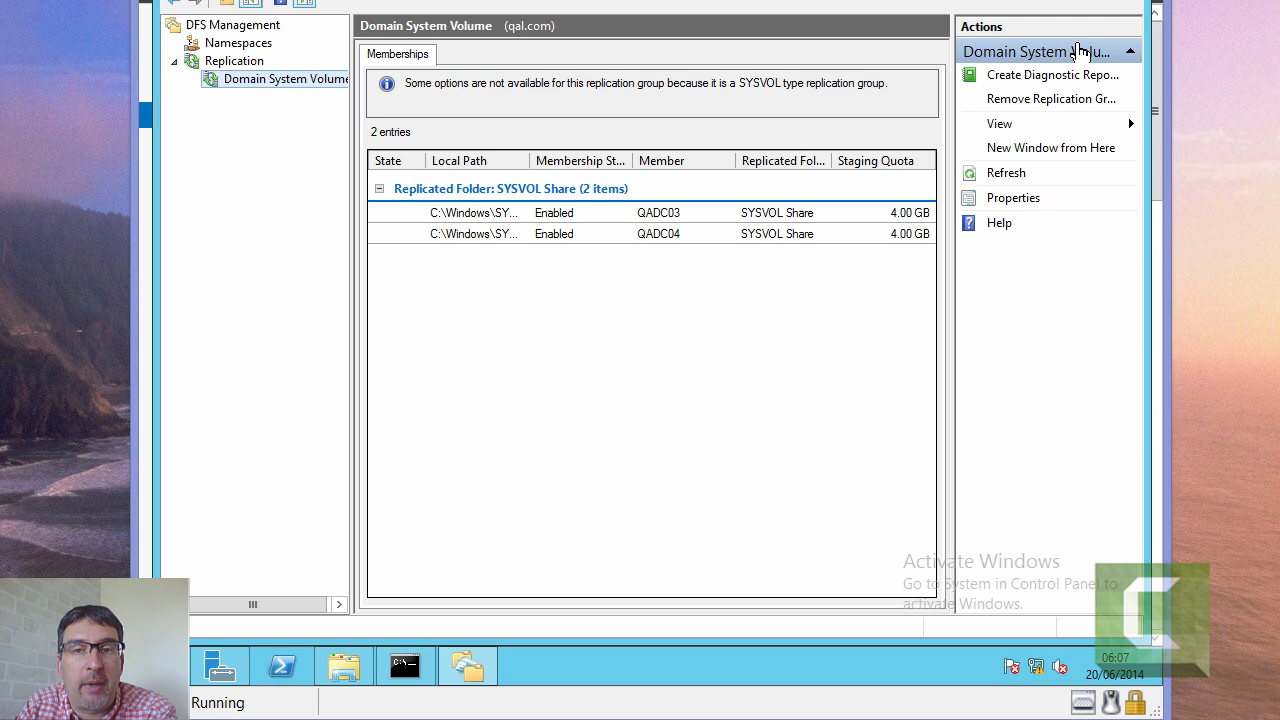 DFS Management
Namespaces
Replication
Domain System Volume
Domain System Volume (qal.com)
Memberships
Some options are not available for this replication group because it is a SYSVOL type replication group.
2 entries
State Local Path Membership St... Member Replicated Fol... Staging Quota
Replicated Folder: SYSVOL Share (2 items)
C:\Windows\SY... Enabled QADC03 SYSVOL Share 4.00 GB
C:\Windows\SY... Enabled QADC04 SYSVOL Share 4.00 GB
Actions
Domain System Volu...
Create Diagnostic Repo...
Remove Replication Gr...
View
New Window from Here
Refresh
Properties
Help
Activate Windows
Go to System in Control Panel to
activate Windows.
06:07
20/06/2014
Running